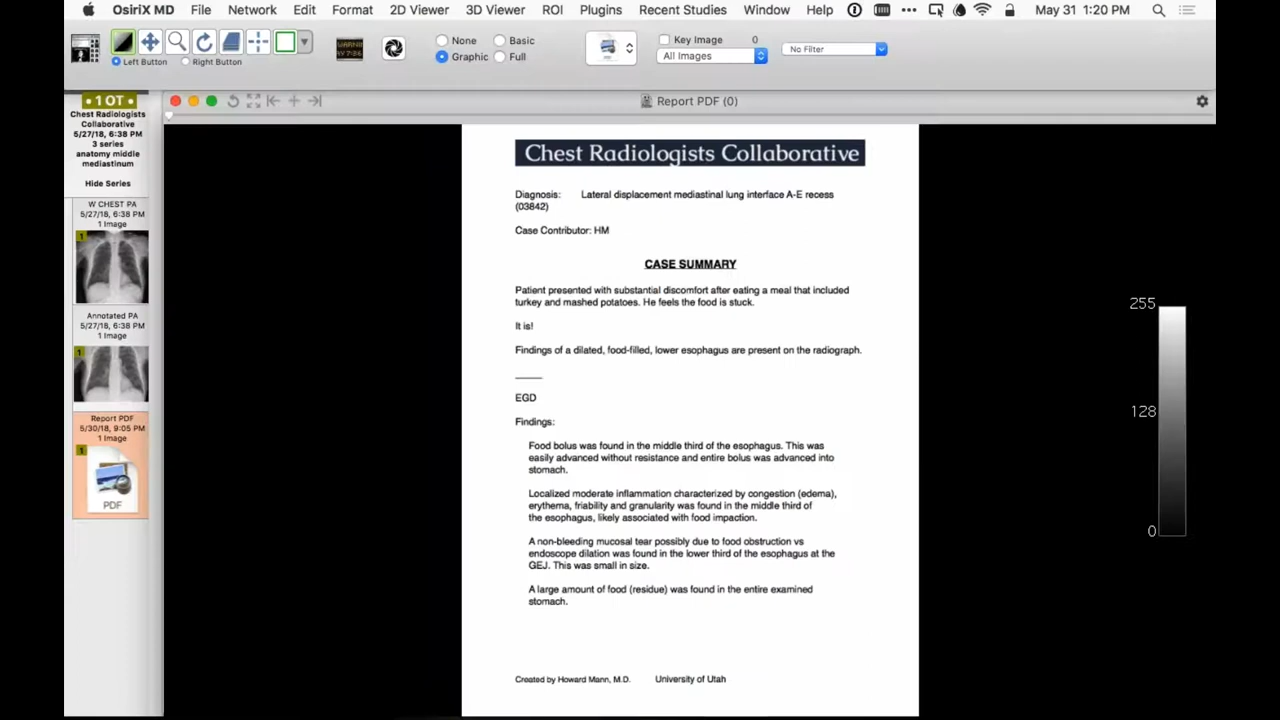 OsiriX MD File Network Edit Format 2D Viewer 3D Viewer ROI Plugins Recent Studies Window Help May 31 1:20 PM
None Basic
Graphic Full
Key Image 0
All Images
No Filter
Left Button Right Button
1 OT
Chest Radiologists
Collaborative
5/27/18, 6:38 PM
3 series
anatomy middle
mediastinum
Hide Series
W CHEST PA
5/27/18, 6:38 PM
1 Image
1
Annotated PA
5/27/18, 6:38 PM
1 Image
1
Report PDF
5/30/18, 9:05 PM
1 Image
1
PDF
Report PDF (0)
Chest Radiologists Collaborative
Diagnosis: Lateral displacement mediastinal lung interface A-E recess
(03842)
Case Contributor: HM
CASE SUMMARY
Patient presented with substantial discomfort after eating a meal that included
turkey and mashed potatoes. He feels the food is stuck.
It is!
Findings of a dilated, food-filled, lower esophagus are present on the radiograph.
EGD
Findings:
Food bolus was found in the middle third of the esophagus. This was
easily advanced without resistance and entire bolus was advanced into
stomach.
Localized moderate inflammation characterized by congestion (edema),
erythema, friability and granularity was found in the middle third of
the esophagus, likely associated with food impaction.
A non-bleeding mucosal tear possibly due to food obstruction vs
endoscope dilation was found in the lower third of the esophagus at the
GEJ. This was small in size.
A large amount of food (residue) was found in the entire examined
stomach.
Created by Howard Mann, M.D. University of Utah
255
128
0